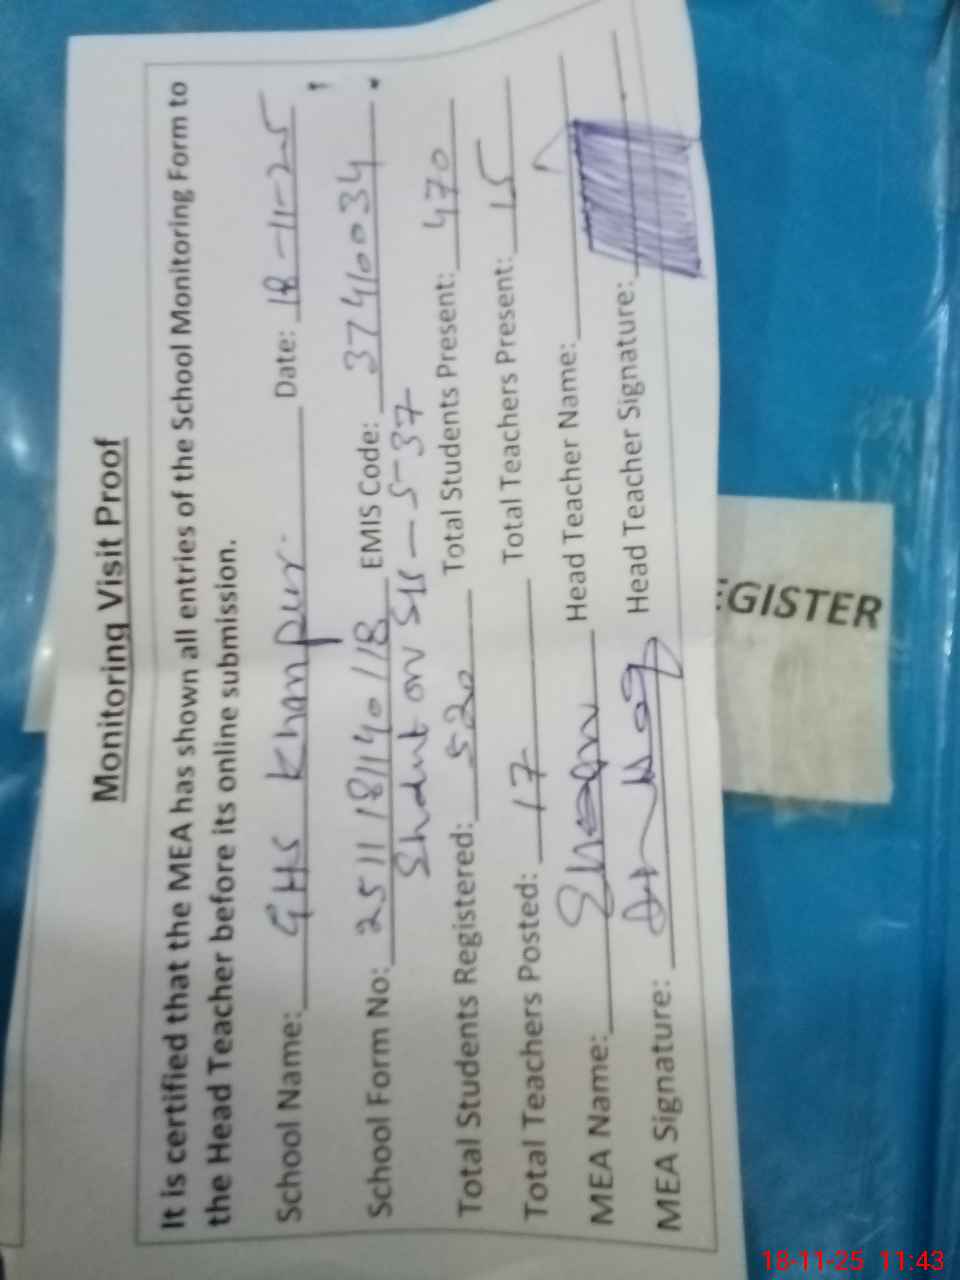 Monitoring Visit Proof
It is certified that the MEA has shown all entries of the School Monitoring Form to
the Head Teacher before its online submission.
School Name: GHS Khanpur. Date: 18-11-25
School Form No: 251118140118 EMIS Code: 37410034
Student on SIS - 537
Total Students Registered: 520 Total Students Present: 470
Total Teachers Posted: 17 Total Teachers Present: 15
MEA Name: Head Teacher Name:
MEA Signature: Head Teacher Signature:
EGISTER
18-11-25 11:43